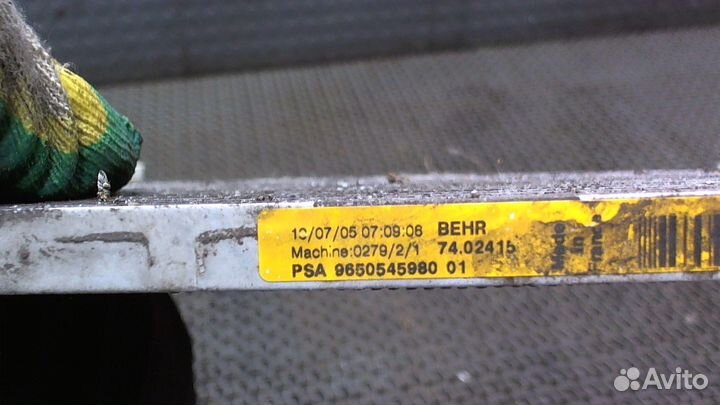 10/07/05 07:09:06 BEHR
Machine:0279/2/1 74.02415
PSA 9650545980 01
Made
in
France
Avito